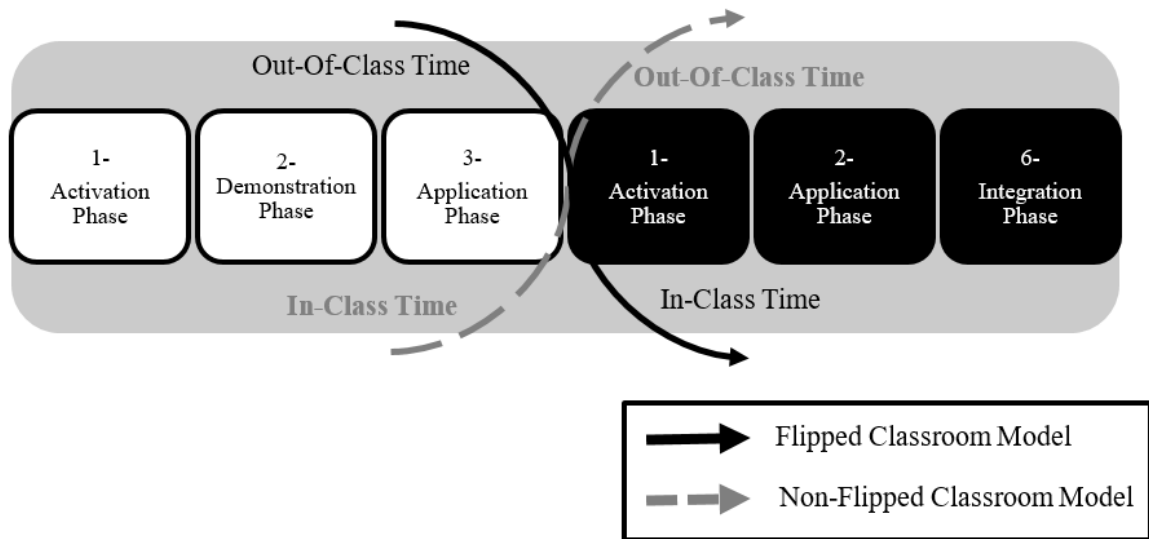 Out-Of-Class Time
Out-Of-Class Time
1-
Activation
Phase
2-
Demonstration
Phase
3-
Application
Phase
1-
Activation
Phase
2-
Application
Phase
6-
Integration
Phase
In-Class Time
In-Class Time
Flipped Classroom Model
Non-Flipped Classroom Model